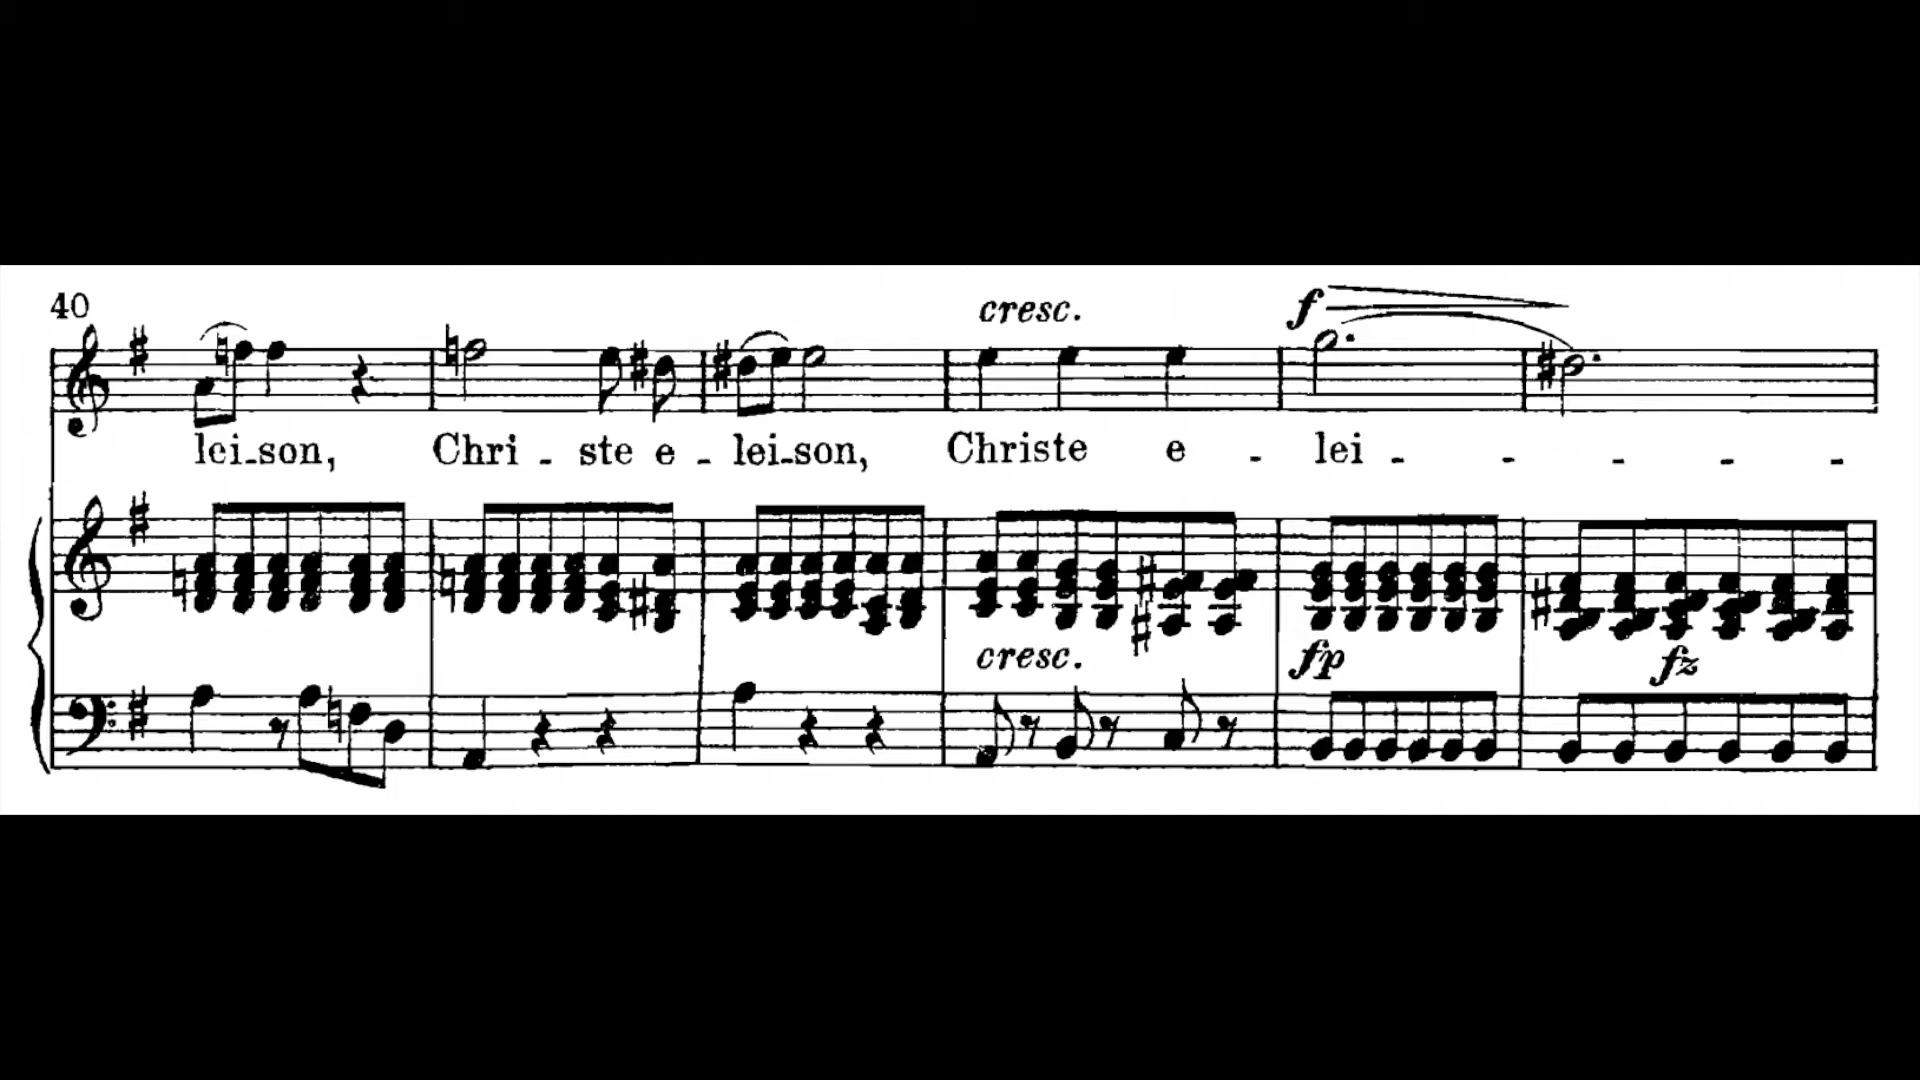 40
cresc.
f
lei-son, Chri - ste e - lei-son, Christe e - lei - - - - -
cresc.
fp
fz